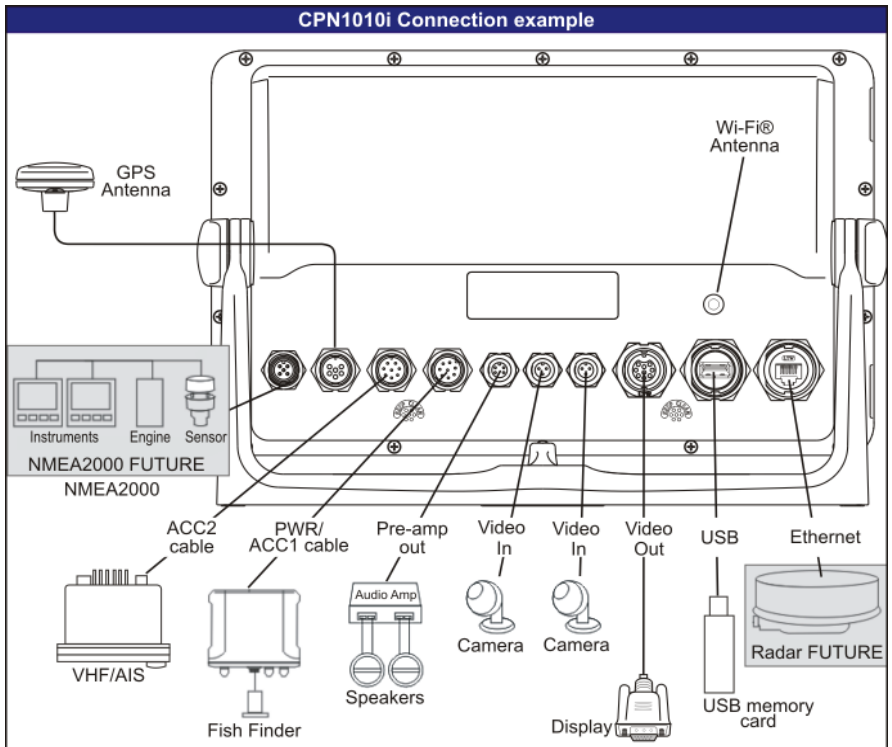 CPN1010i Connection example
Wi-Fi®
Antenna
GPS
Antenna
Instruments
Engine
Sensor
NMEA2000 FUTURE
NMEA2000
ACC2
cable
PWR/
ACC1 cable
Pre-amp
out
Video
In
Video
In
Video
Out
USB
Ethernet
Audio Amp
VHF/AIS
Fish Finder
Speakers
Camera
Camera
Display
USB memory
card
Radar FUTURE